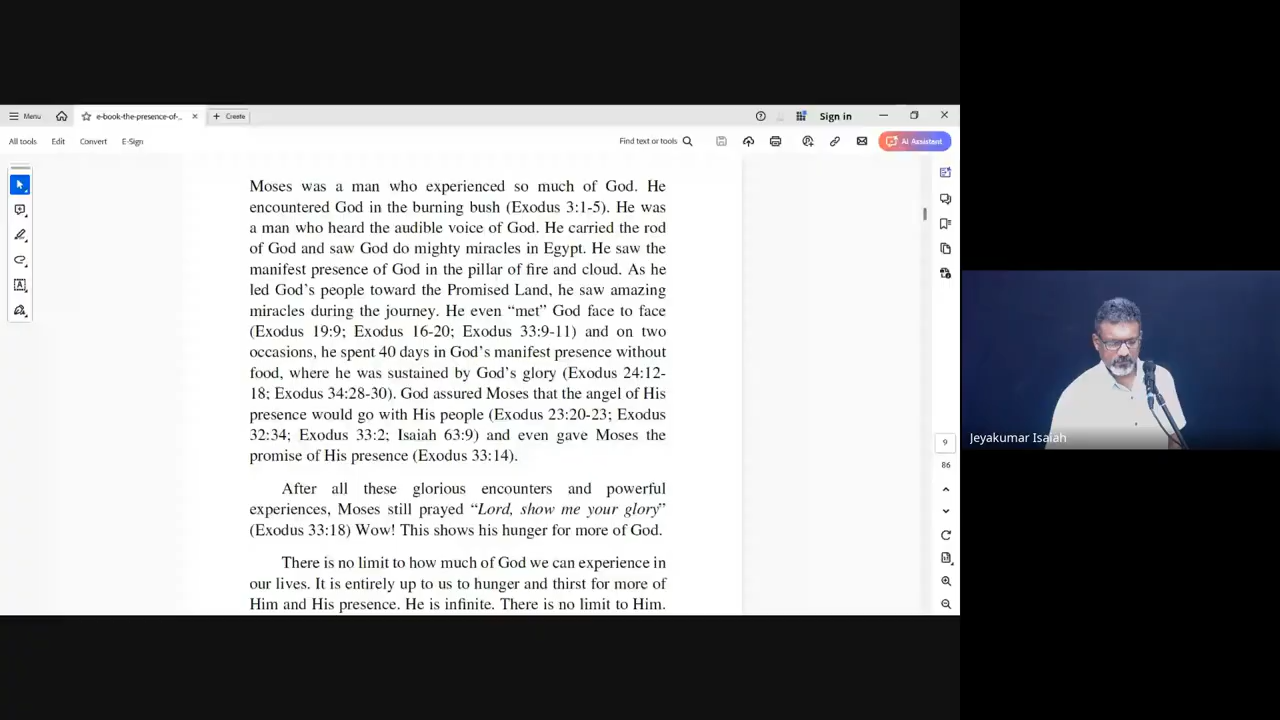 Menu
e-book-the-presence-of-...
Create
Sign in
All tools
Edit
Convert
E-Sign
Find text or tools
AI Assistant
Moses was a man who experienced so much of God. He
encountered God in the burning bush (Exodus 3:1-5). He was
a man who heard the audible voice of God. He carried the rod
of God and saw God do mighty miracles in Egypt. He saw the
manifest presence of God in the pillar of fire and cloud. As he
led God’s people toward the Promised Land, he saw amazing
miracles during the journey. He even “met” God face to face
(Exodus 19:9; Exodus 16-20; Exodus 33:9-11) and on two
occasions, he spent 40 days in God’s manifest presence without
food, where he was sustained by God’s glory (Exodus 24:12-
18; Exodus 34:28-30). God assured Moses that the angel of His
presence would go with His people (Exodus 23:20-23; Exodus
32:34; Exodus 33:2; Isaiah 63:9) and even gave Moses the
promise of His presence (Exodus 33:14).
After all these glorious encounters and powerful
experiences, Moses still prayed “Lord, show me your glory”
(Exodus 33:18) Wow! This shows his hunger for more of God.
There is no limit to how much of God we can experience in
our lives. It is entirely up to us to hunger and thirst for more of
Him and His presence. He is infinite. There is no limit to Him.
9
86
Jeyakumar Isaiah